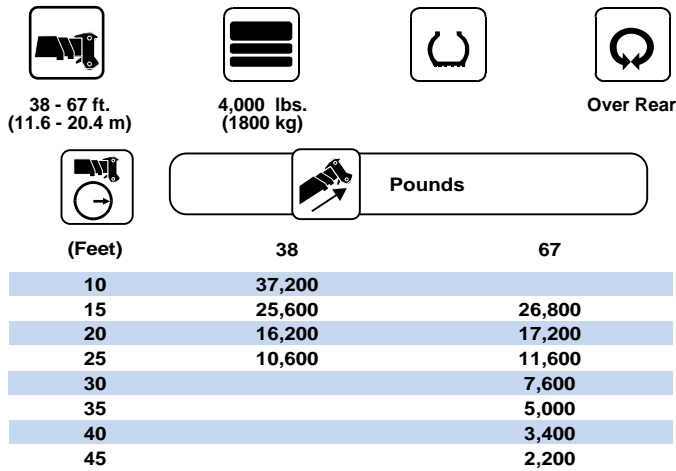 38 - 67 ft. 4,000 lbs. Over Rear
(11.6 - 20.4 m) (1800 kg)
Pounds
(Feet) 38 67
10 37,200
15 25,600 26,800
20 16,200 17,200
25 10,600 11,600
30 7,600
35 5,000
40 3,400
45 2,200